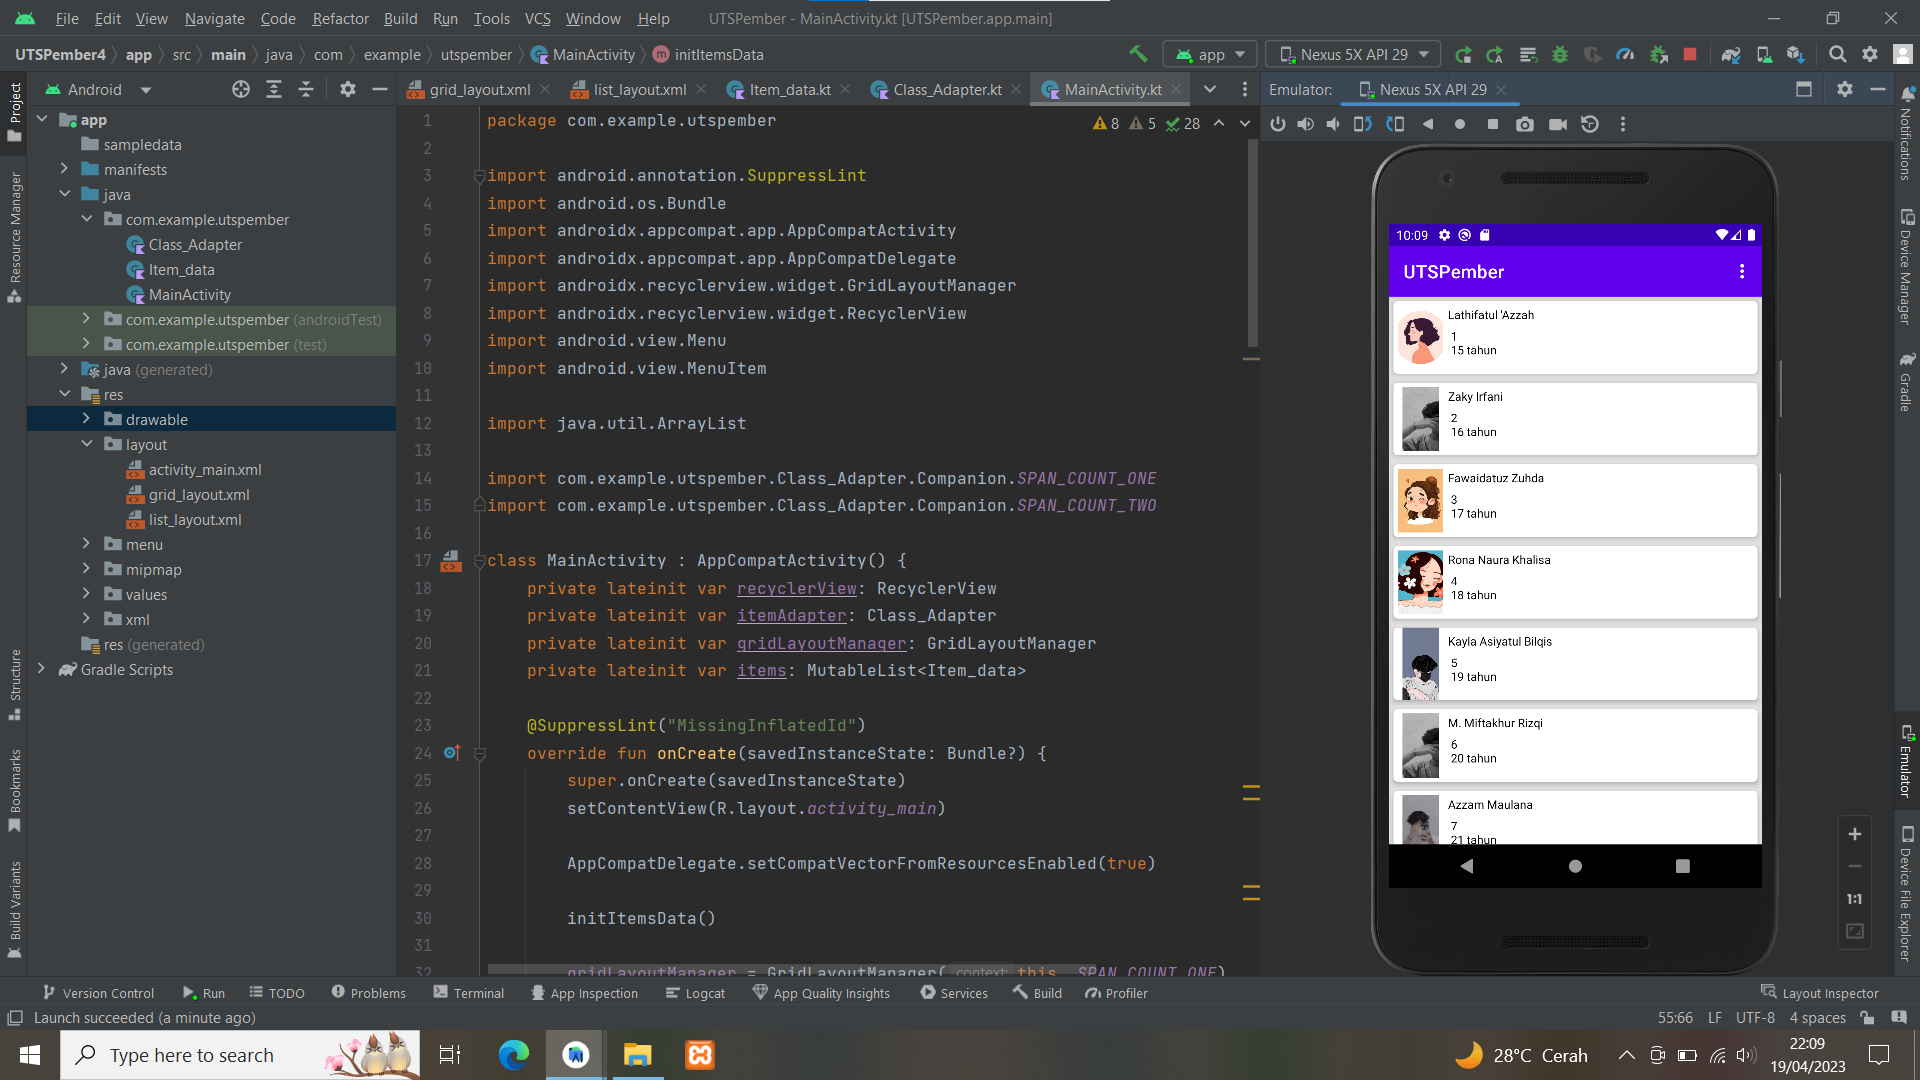 File Edit View Navigate Code Refactor Build Run Tools VCS Window Help UTSPember - MainActivity.kt [UTSPember.app.main]
UTSPember4 app src main java com example utspember MainActivity initItemsData app Nexus 5X API 29
Project
Resource Manager
Structure
Bookmarks
Build Variants
Android
app
sampledata
manifests
java
com.example.utspember
Class_Adapter
Item_data
MainActivity
com.example.utspember (androidTest)
com.example.utspember (test)
java (generated)
res
drawable
layout
activity_main.xml
grid_layout.xml
list_layout.xml
menu
mipmap
values
xml
res (generated)
Gradle Scripts
grid_layout.xml list_layout.xml Item_data.kt Class_Adapter.kt MainActivity.kt
8 5 28
1 package com.example.utspember
2
3 import android.annotation.SuppressLint
4 import android.os.Bundle
5 import androidx.appcompat.app.AppCompatActivity
6 import androidx.appcompat.app.AppCompatDelegate
7 import androidx.recyclerview.widget.GridLayoutManager
8 import androidx.recyclerview.widget.RecyclerView
9 import android.view.Menu
10 import android.view.MenuItem
11
12 import java.util.ArrayList
13
14 import com.example.utspember.Class_Adapter.Companion.SPAN_COUNT_ONE
15 import com.example.utspember.Class_Adapter.Companion.SPAN_COUNT_TWO
16
17 class MainActivity : AppCompatActivity() {
18 private lateinit var recyclerView: RecyclerView
19 private lateinit var itemAdapter: Class_Adapter
20 private lateinit var gridLayoutManager: GridLayoutManager
21 private lateinit var items: MutableList<Item_data>
22
23 @SuppressLint("MissingInflatedId")
24 override fun onCreate(savedInstanceState: Bundle?) {
25 super.onCreate(savedInstanceState)
26 setContentView(R.layout.activity_main)
27
28 AppCompatDelegate.setCompatVectorFromResourcesEnabled(true)
29
30 initItemsData()
31
32 gridLayoutManager = GridLayoutManager( context: this, SPAN_COUNT_ONE)
Emulator: Nexus 5X API 29
10:09
UTSPember
Lathifatul 'Azzah
1
15 tahun
Zaky Irfani
2
16 tahun
Fawaidatuz Zuhda
3
17 tahun
Rona Naura Khalisa
4
18 tahun
Kayla Asiyatul Bilqis
5
19 tahun
M. Miftakhur Rizqi
6
20 tahun
Azzam Maulana
7
21 tahun
1:1
Notifications
Device Manager
Gradle
Emulator
Device File Explorer
Version Control Run TODO Problems Terminal App Inspection Logcat App Quality Insights Services Build Profiler Layout Inspector
Launch succeeded (a minute ago) 55:66 LF UTF-8 4 spaces
Type here to search 28°C Cerah 22:09
19/04/2023